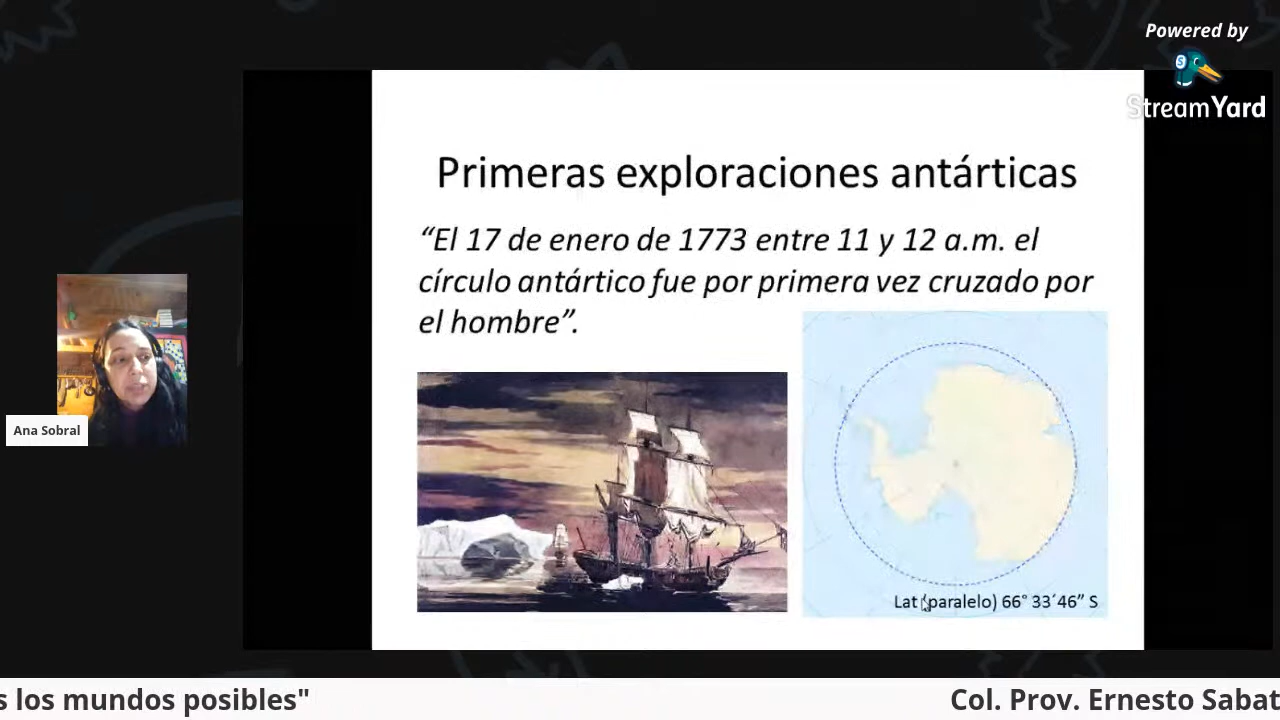 Powered by
StreamYard
Primeras exploraciones antárticas
“El 17 de enero de 1773 entre 11 y 12 a.m. el
círculo antártico fue por primera vez cruzado por
el hombre”.
Lat (paralelo) 66° 33´46” S
Ana Sobral
s los mundos posibles"
Col. Prov. Ernesto Sabat